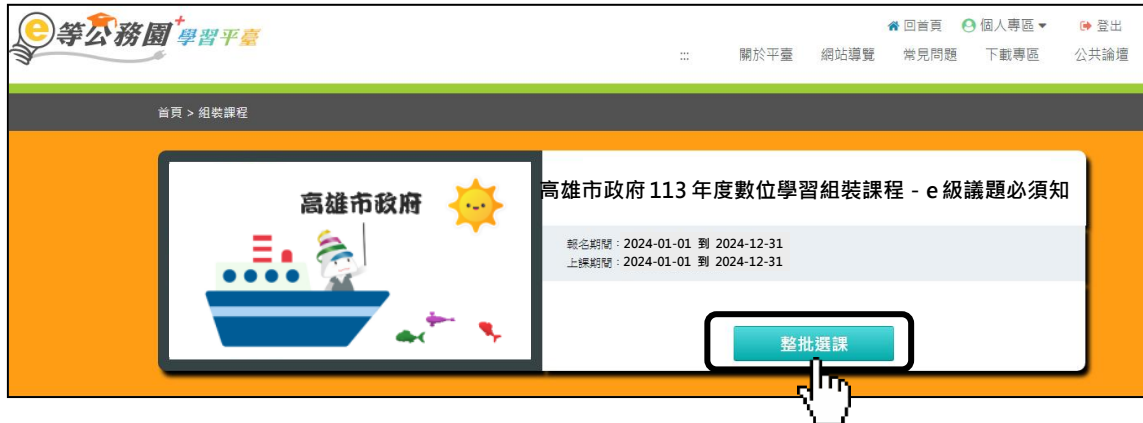 e等公務園+學習平臺
回首頁 個人專區 登出
::: 關於平臺 網站導覽 常見問題 下載專區 公共論壇
首頁 > 組裝課程
高雄市政府
高雄市政府 113 年度數位學習組裝課程 - e 級議題必須知
報名期間：2024-01-01 到 2024-12-31
上課期間：2024-01-01 到 2024-12-31
整批選課